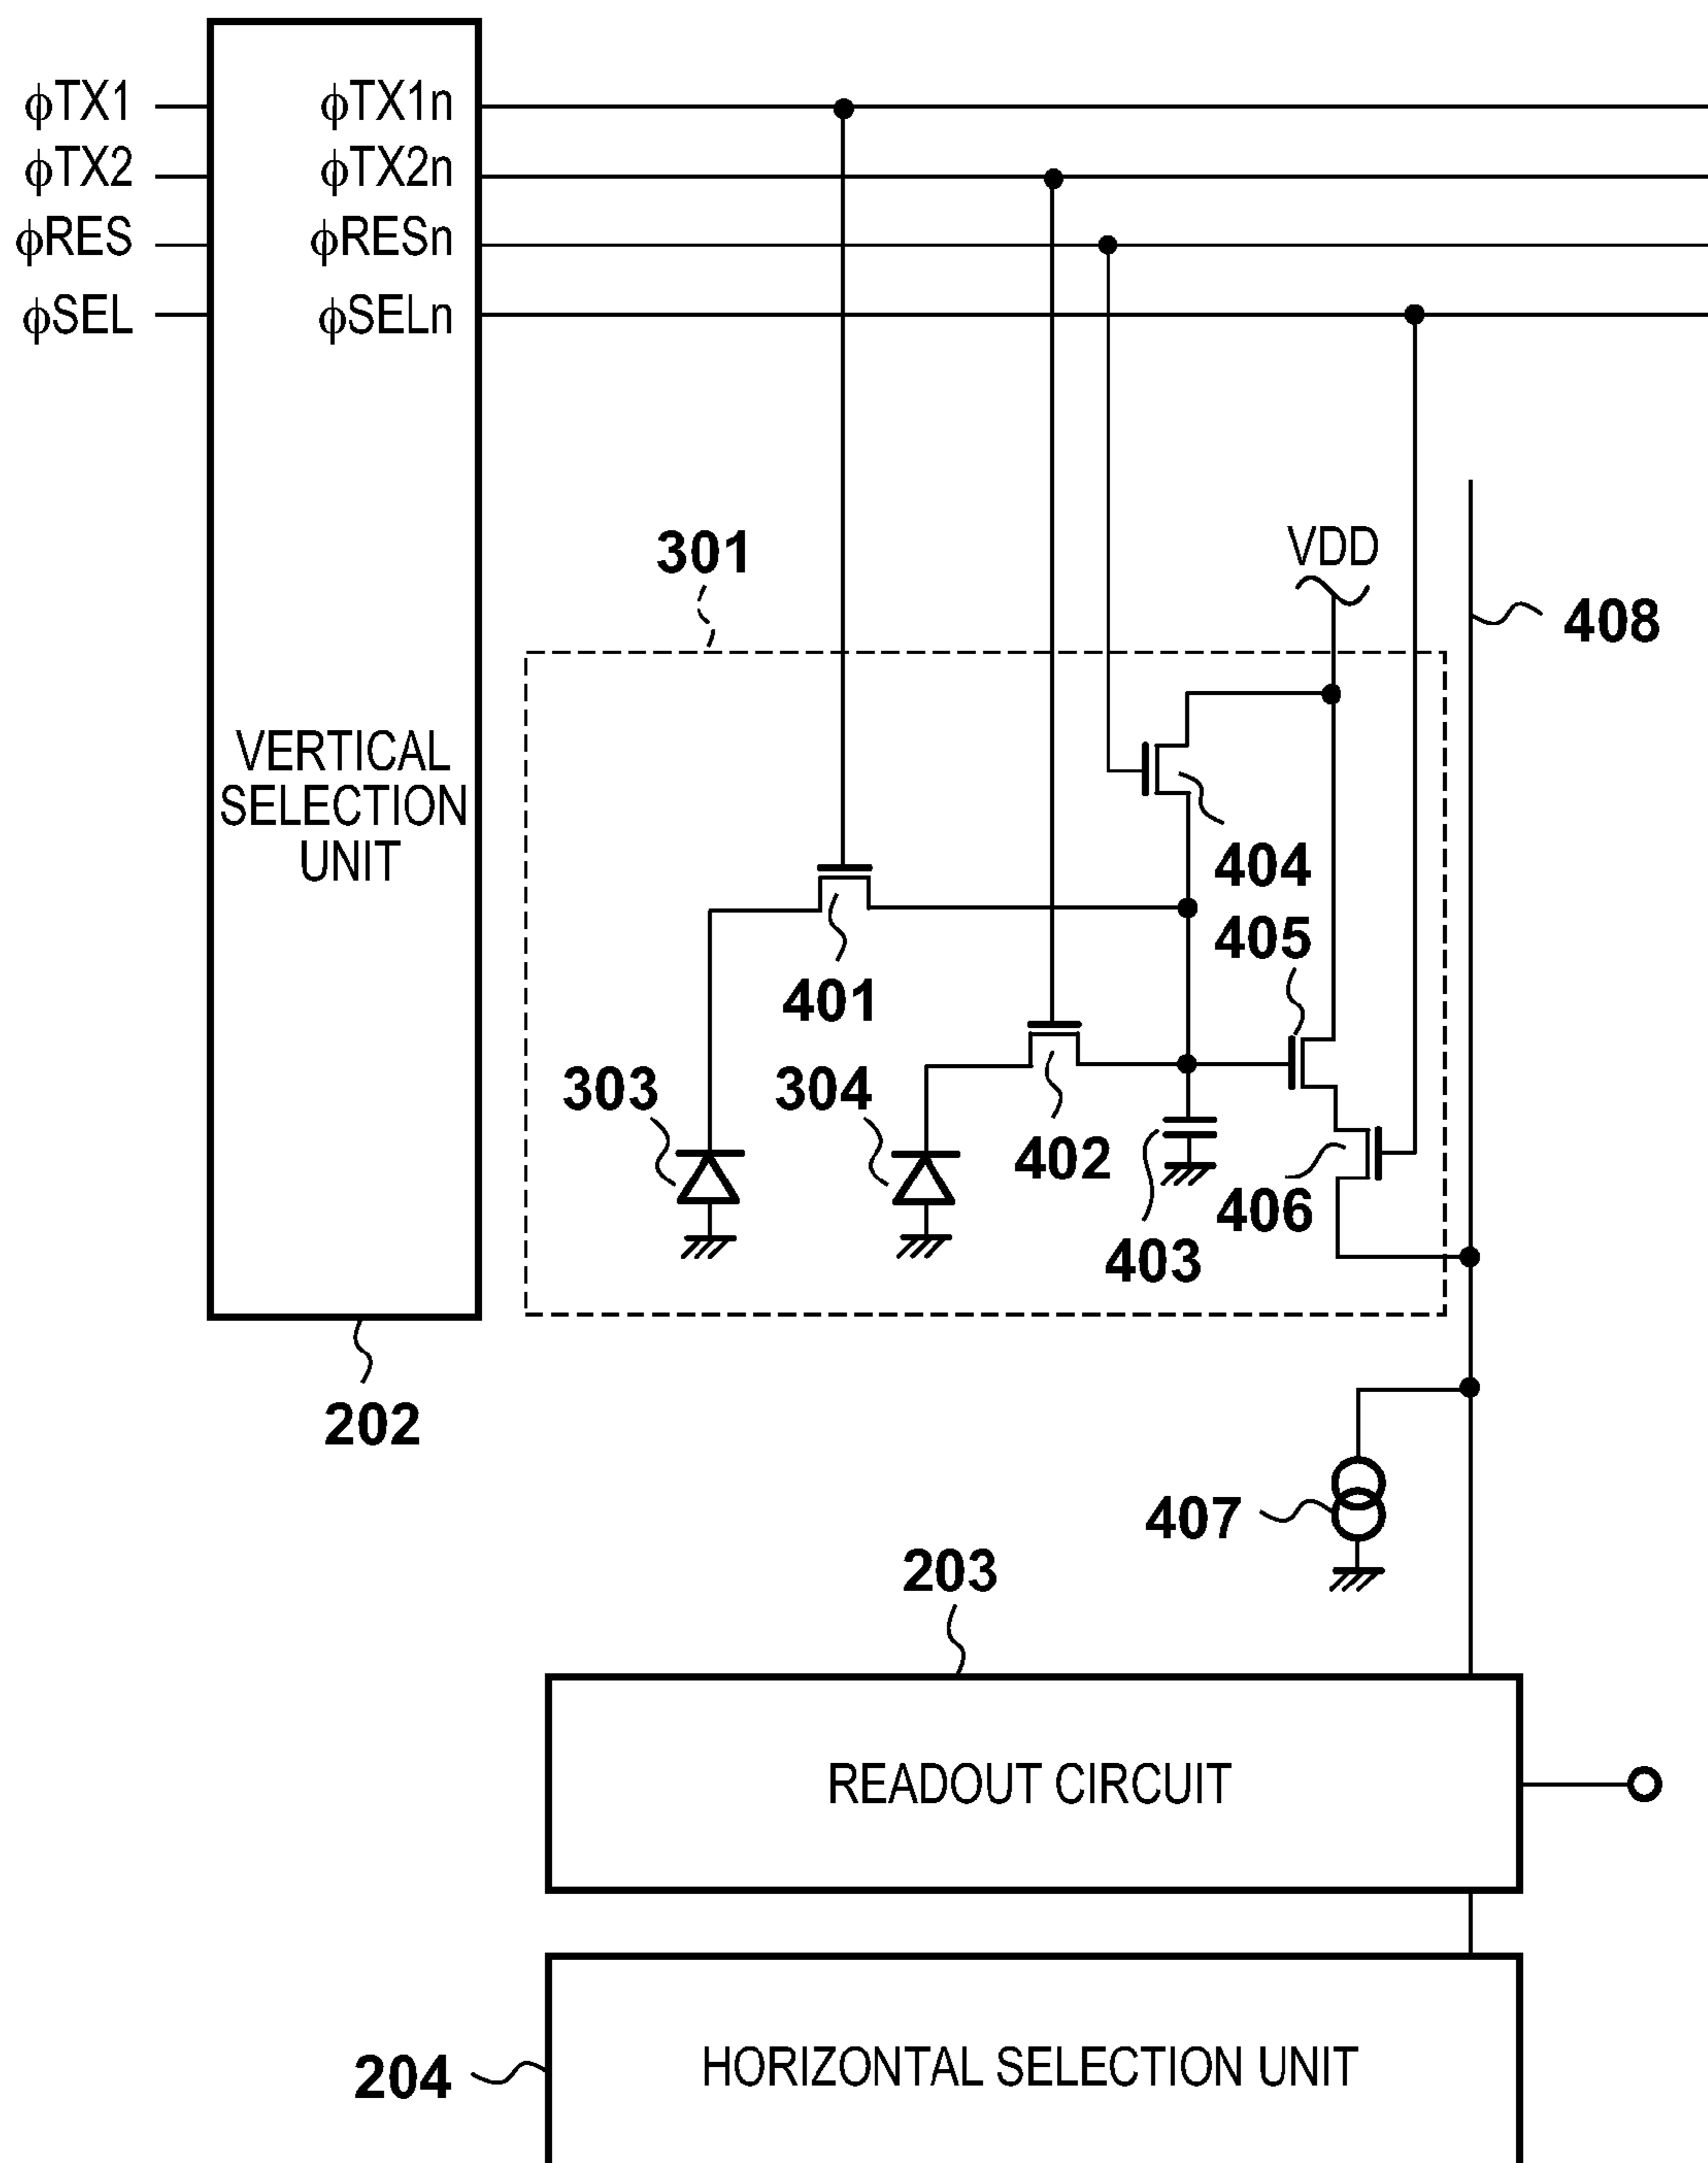 ϕTX1 ϕTX1n
ϕTX2 ϕTX2n
ϕRES ϕRESn
ϕSEL ϕSELn
VDD
301
408
VERTICAL
SELECTION
UNIT
404
405
401
303 304
402
406
403
202
407
203
READOUT CIRCUIT
204
HORIZONTAL SELECTION UNIT